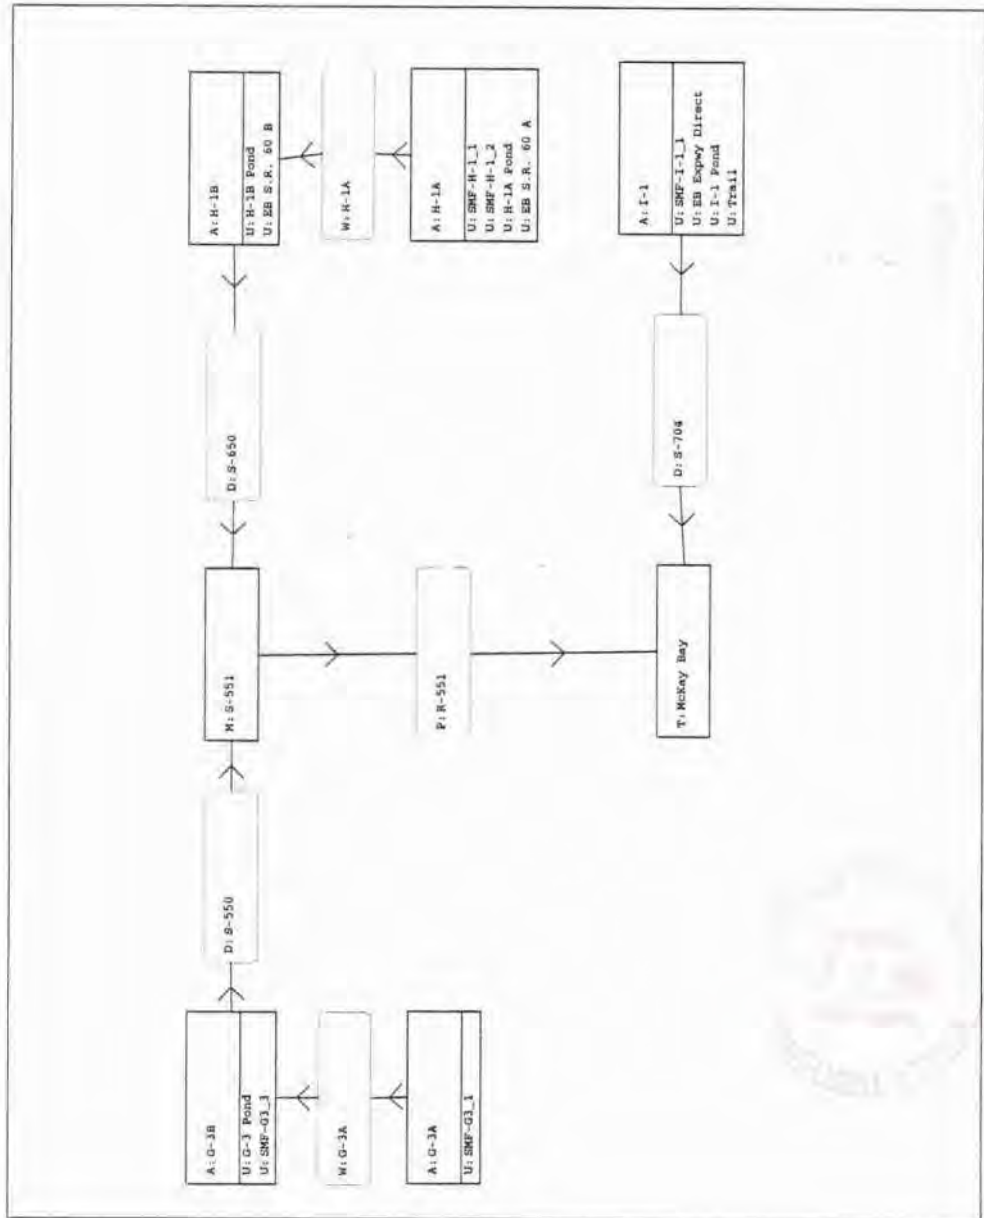 A:G-3B
U:G-3 Pond
U:SMF-G3_3
W:G-3A
A:G-3A
U:SMF-G3_1
D:S-550
M:S-551
P:R-551
T:McKay Bay
D:S-650
A:H-1B
U:H-1B Pond
U:EB S.R. 60 B
W:H-1A
A:H-1A
U:SMF-H-1_1
U:SMF-H-1_2
U:H-1A Pond
U:EB S.R. 60 A
D:S-704
A:I-1
U:SMF-I-1_1
U:EB Expwy Direct
U:I-1 Pond
U:Trail